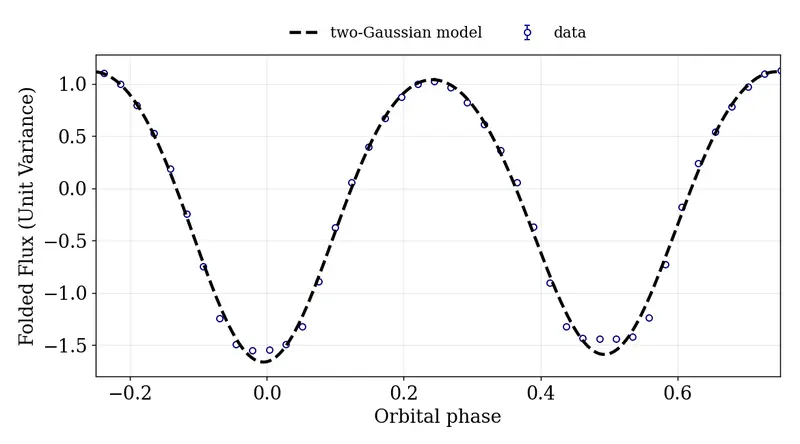 two-Gaussian model
data
Folded Flux (Unit Variance)
1.0
0.5
0.0
−0.5
−1.0
−1.5
−0.2
0.0
0.2
0.4
0.6
Orbital phase